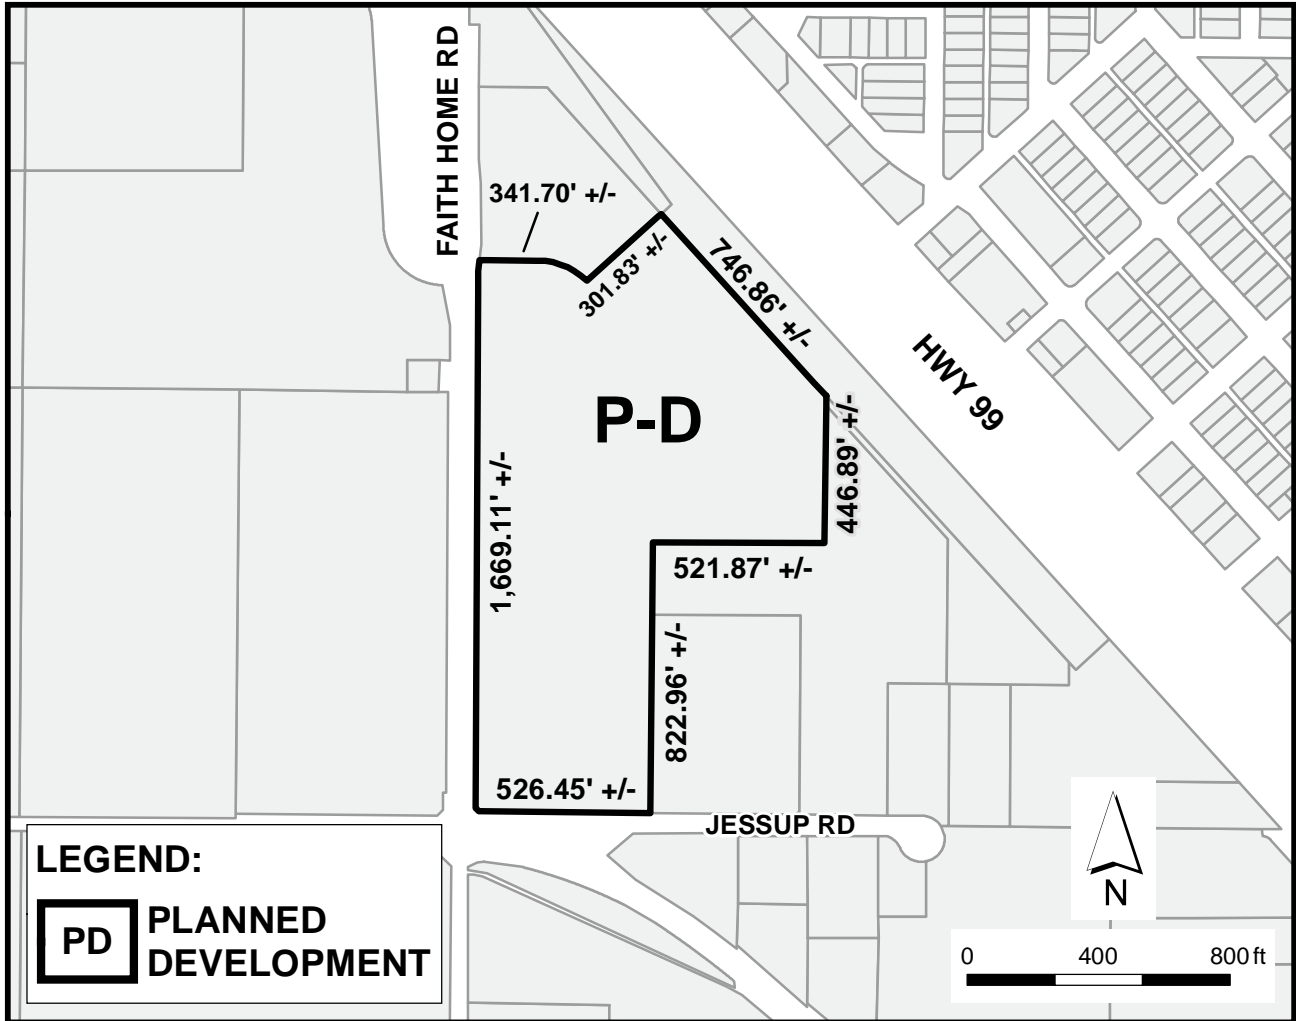 FAITH HOME RD
341.70' +/-
301.83' +/-
746.86' +/-
HWY 99
P-D
446.89' +/-
1,669.11' +/-
521.87' +/-
822.96' +/-
526.45' +/-
JESSUP RD
LEGEND:
PD
PLANNED
DEVELOPMENT
N
0 400 800 ft